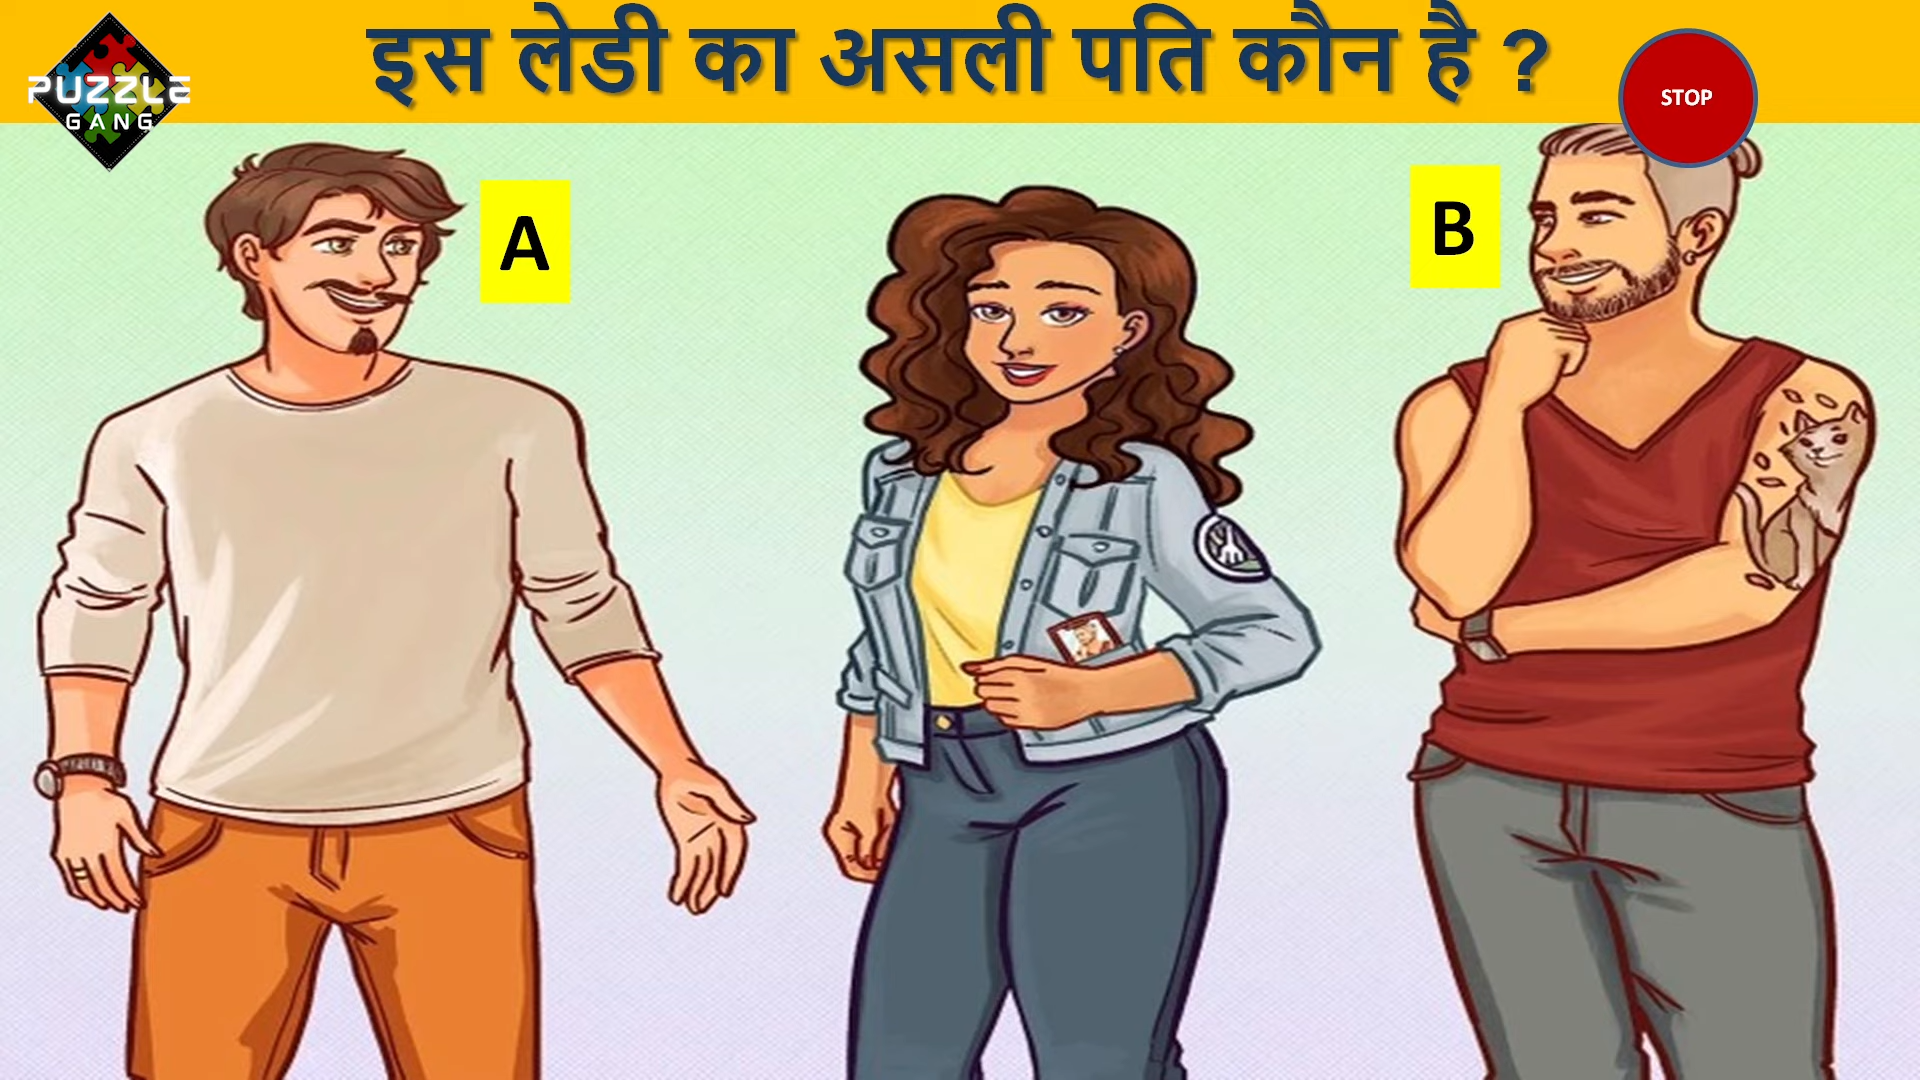 इस लेडी का असली पति कौन है ?
PUZZLE
GANG
STOP
A
B